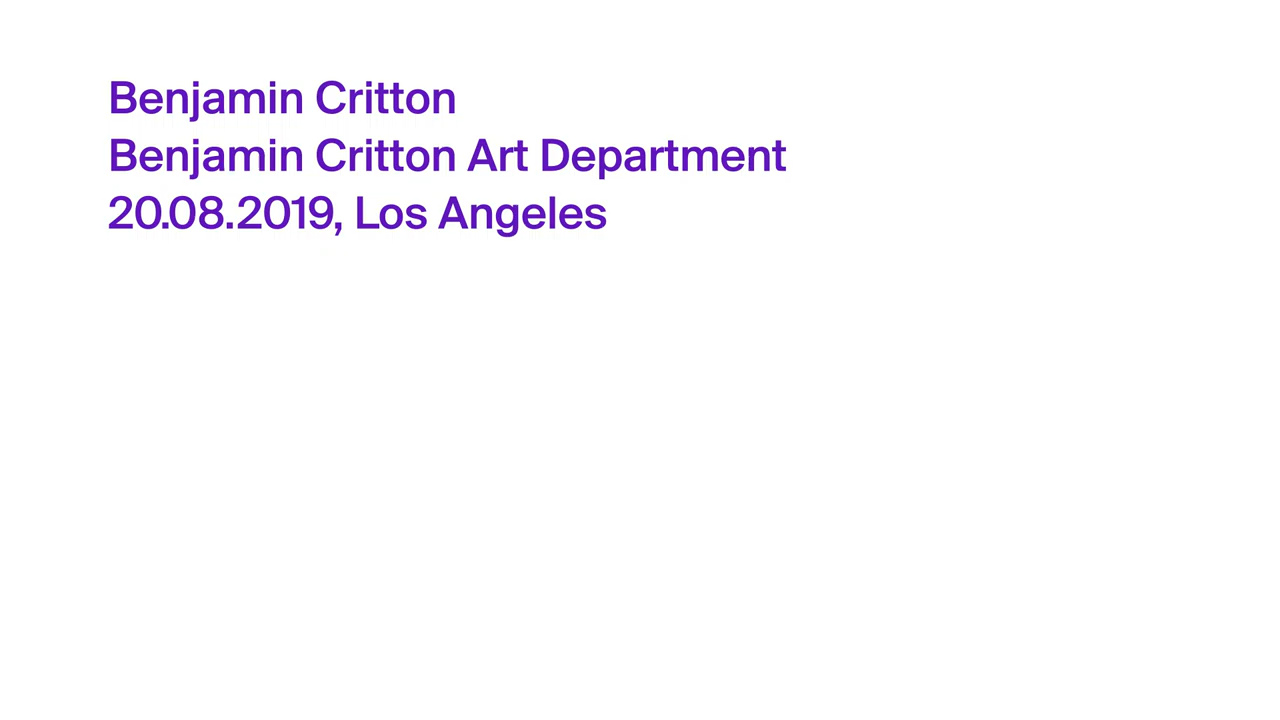 Benjamin Critton
Benjamin Critton Art Department
20.08.2019, Los Angeles